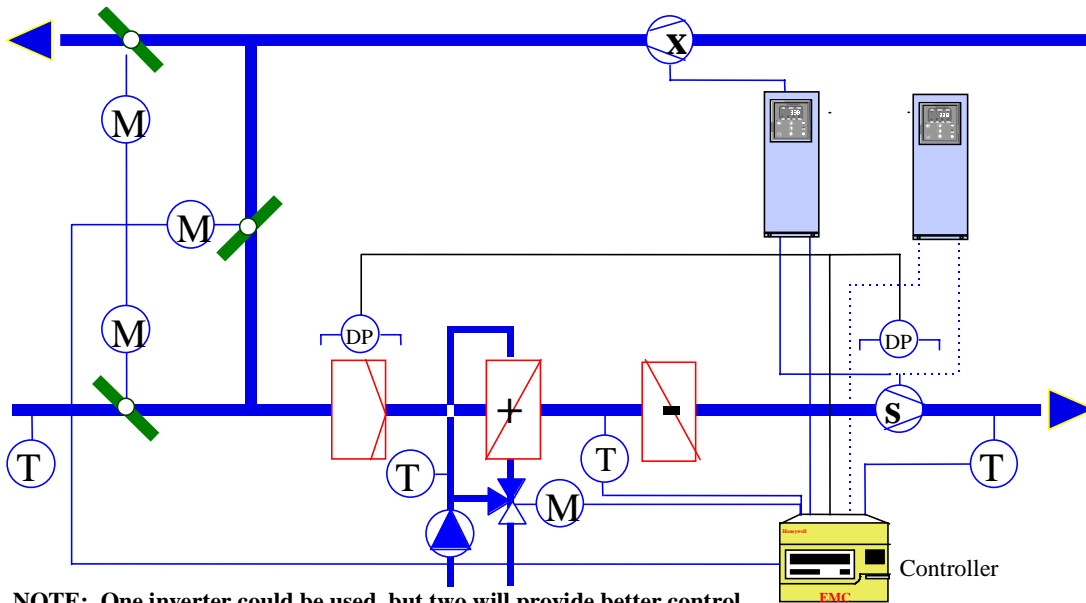 x
M
M
M
DP
DP
+
-
s
T
T
T
T
M
Honeywell
Controller
EMC
NOTE: One inverter could be used, but two will provide better control